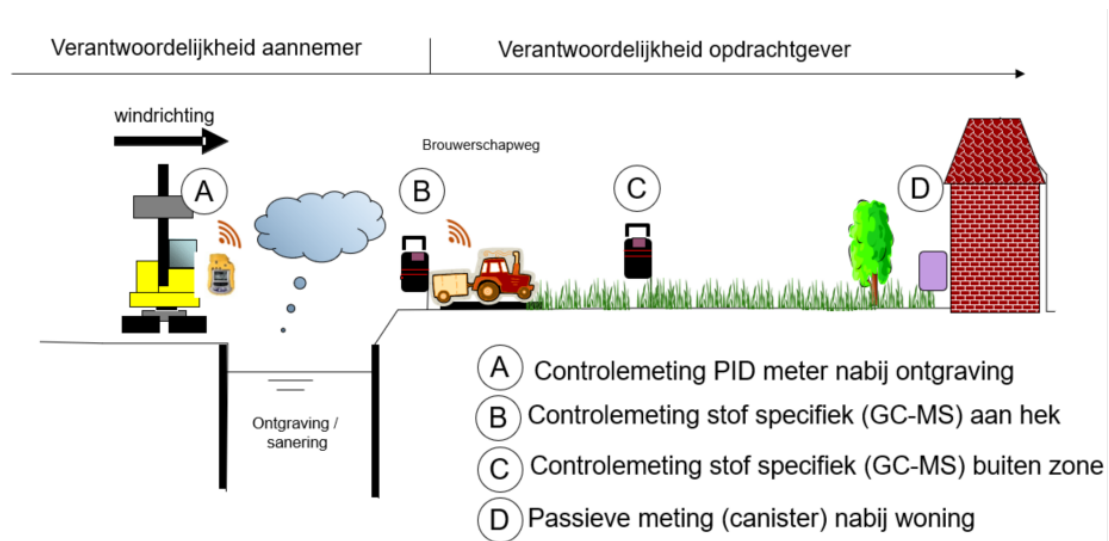 Verantwoordelijkheid aannemer
Verantwoordelijkheid opdrachtgever
windrichting
Brouwerschapweg
A
B
C
D
Ontgraving /
sanering
A Controlemeting PID meter nabij ontgraving
B Controlemeting stof specifiek (GC-MS) aan hek
C Controlemeting stof specifiek (GC-MS) buiten zone
D Passieve meting (canister) nabij woning